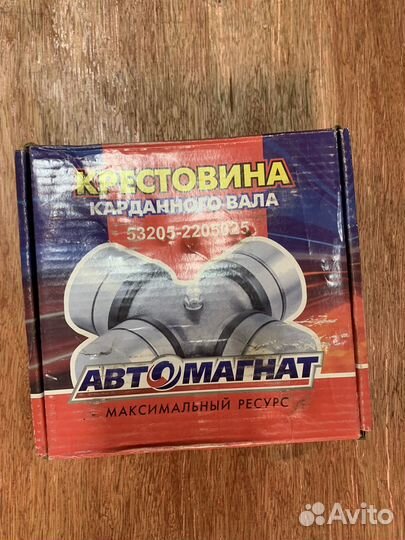 КРЕСТОВИНА
КАРДАННОГО ВАЛА
53205-2205025
АВТОМАГНАТ
МАКСИМАЛЬНЫЙ РЕСУРС
Avito